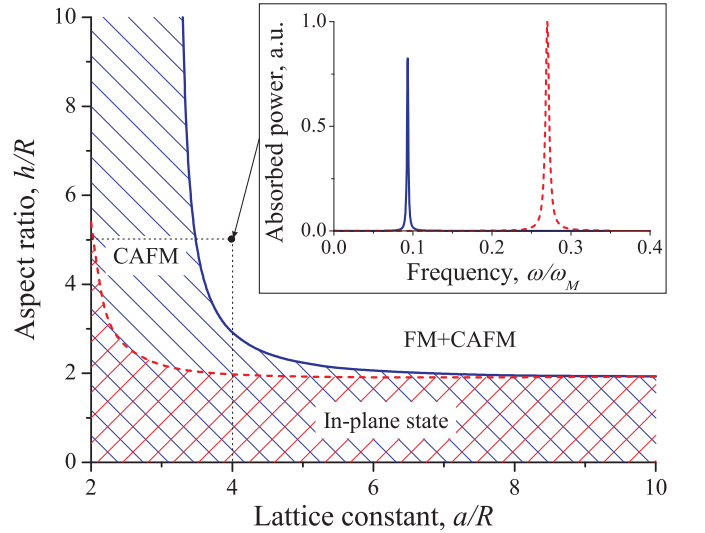 10
8
6
4
2
0
Aspect ratio, h/R
2
4
6
8
10
Lattice constant, a/R
CAFM
FM+CAFM
In-plane state
1.0
0.5
0.0
Absorbed power, a.u.
0.0
0.1
0.2
0.3
0.4
Frequency, ω/ω_M